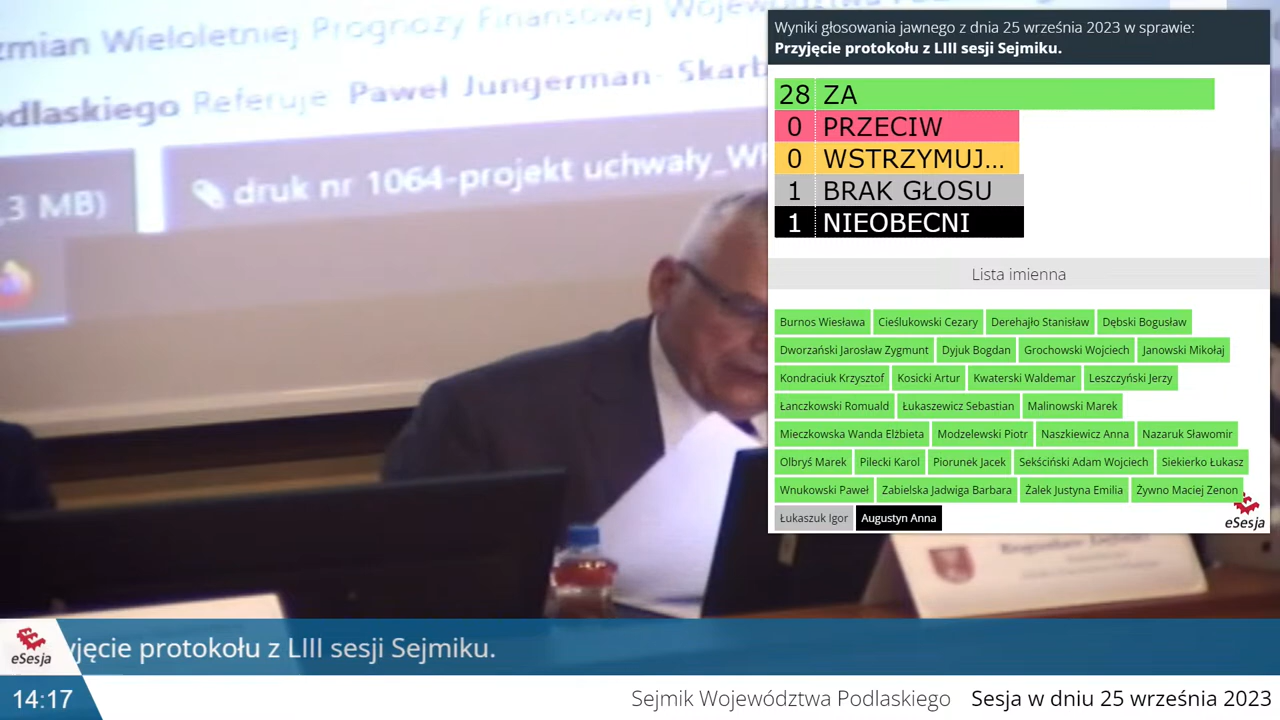 zmian Wieloletniej Prognozy Finansowej Województwa
odlaskiego Referuje Paweł Jungerman- Skarb
,3 MB)
druk nr 1064-projekt uchwały_W
Wyniki głosowania jawnego z dnia 25 września 2023 w sprawie:
Przyjęcie protokołu z LIII sesji Sejmiku.
28 ZA
0 PRZECIW
0 WSTRZYMUJ...
1 BRAK GŁOSU
1 NIEOBECNI
Lista imienna
Burnos Wiesława Cieślukowski Cezary Derehajło Stanisław Dębski Bogusław
Dworzański Jarosław Zygmunt Dyjuk Bogdan Grochowski Wojciech Janowski Mikołaj
Kondraciuk Krzysztof Kosicki Artur Kwaterski Waldemar Leszczyński Jerzy
Łanczkowski Romuald Łukaszewicz Sebastian Malinowski Marek
Mieczkowska Wanda Elżbieta Modzelewski Piotr Naszkiewicz Anna Nazaruk Sławomir
Olbryś Marek Pilecki Karol Piorunek Jacek Sekściński Adam Wojciech Siekierko Łukasz
Wnukowski Paweł Zabielska Jadwiga Barbara Żalek Justyna Emilia Żywno Maciej Zenon
Łukaszuk Igor Augustyn Anna
eSesja
eSesja
yjęcie protokołu z LIII sesji Sejmiku.
14:17
Sejmik Województwa Podlaskiego Sesja w dniu 25 września 2023